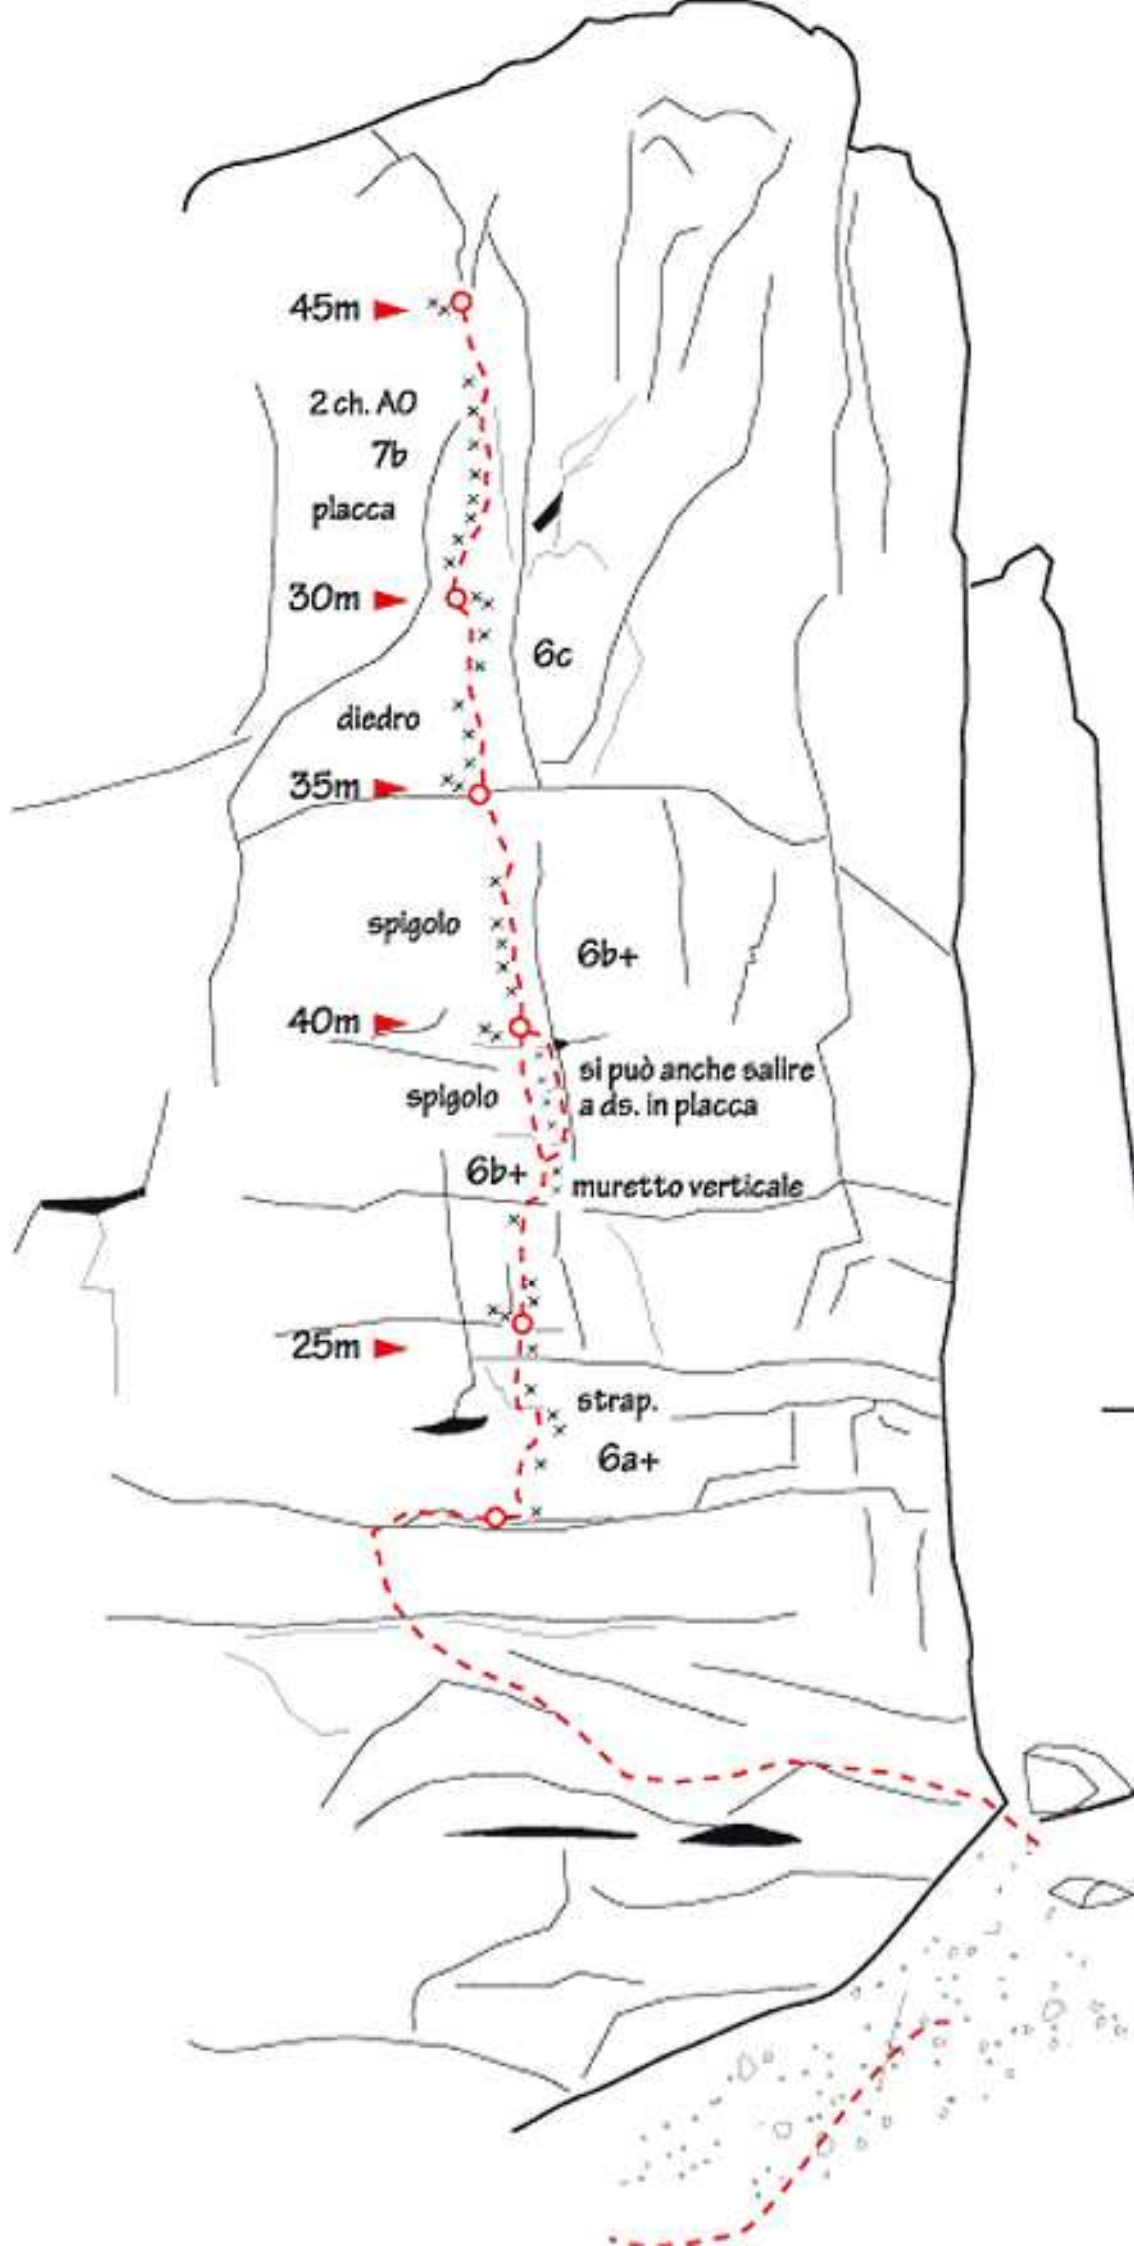 45m
2 ch. A0
7b
placca
30m
6c
diedro
35m
spigolo
6b+
40m
si può anche salire
a ds. in placca
spigolo
6b+
muretto verticale
25m
strap.
6a+